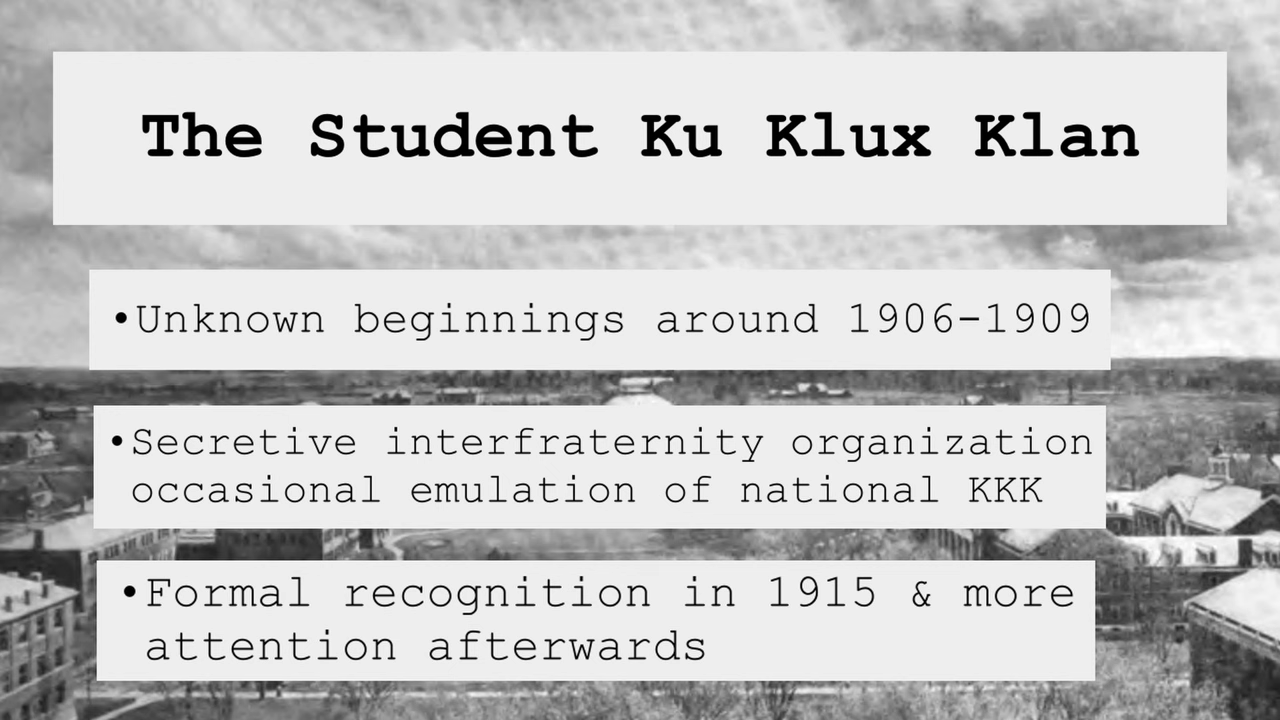 The Student Ku Klux Klan
•Unknown beginnings around 1906-1909
•Secretive interfraternity organization
occasional emulation of national KKK
•Formal recognition in 1915 & more
attention afterwards